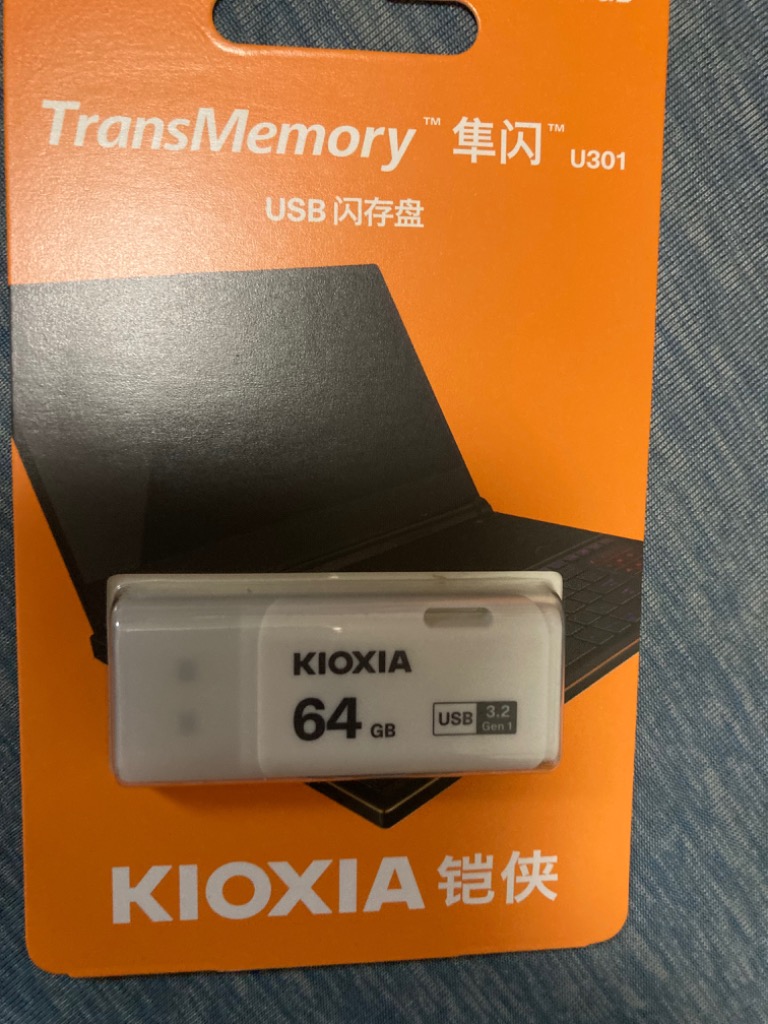 TransMemory™ 隼闪™ U301
USB 闪存盘
KIOXIA
64 GB
USB 3.2 Gen 1
KIOXIA 铠侠